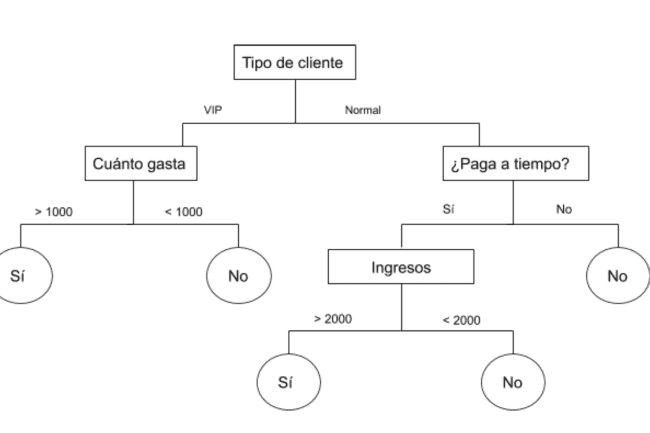 Tipo de cliente
VIP
Normal
Cuánto gasta
¿Paga a tiempo?
> 1000
< 1000
Sí
No
Sí
No
Ingresos
No
> 2000
< 2000
Sí
No